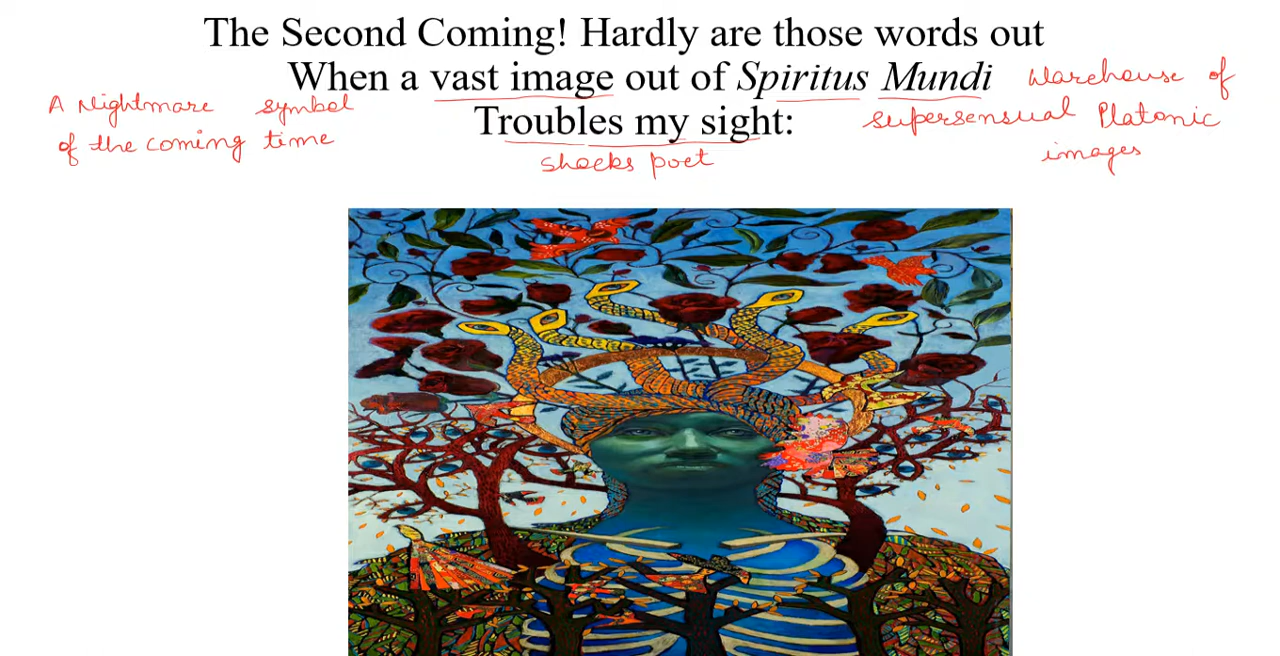 The Second Coming! Hardly are those words out
When a vast image out of Spiritus Mundi
Troubles my sight:
A Nightmare symbol
of the coming time
shocks poet
Warehouse of
supersensual Platonic
images